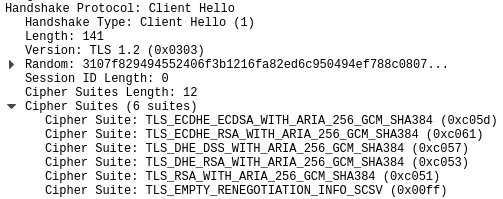 Handshake Protocol: Client Hello
Handshake Type: Client Hello (1)
Length: 141
Version: TLS 1.2 (0x0303)
Random: 3107f829494552406f3b1216fa82ed6c950494ef788c0807...
Session ID Length: 0
Cipher Suites Length: 12
Cipher Suites (6 suites)
Cipher Suite: TLS_ECDHE_ECDSA_WITH_ARIA_256_GCM_SHA384 (0xc05d)
Cipher Suite: TLS_ECDHE_RSA_WITH_ARIA_256_GCM_SHA384 (0xc061)
Cipher Suite: TLS_DHE_DSS_WITH_ARIA_256_GCM_SHA384 (0xc057)
Cipher Suite: TLS_DHE_RSA_WITH_ARIA_256_GCM_SHA384 (0xc053)
Cipher Suite: TLS_RSA_WITH_ARIA_256_GCM_SHA384 (0xc051)
Cipher Suite: TLS_EMPTY_RENEGOTIATION_INFO_SCSV (0x00ff)